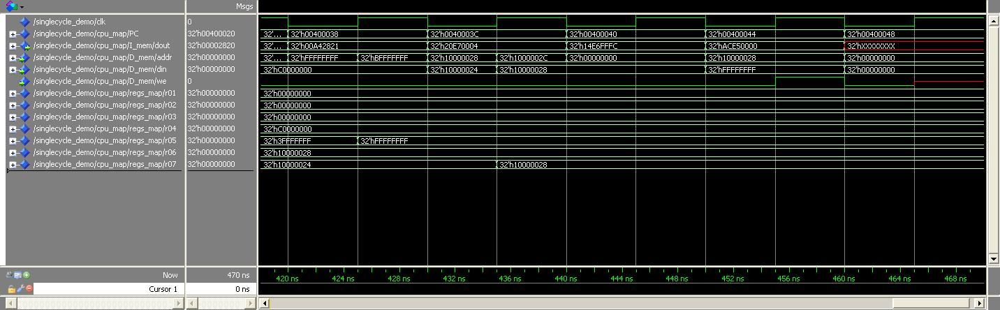 Msgs
/singlecycle_demo/clk 0
/singlecycle_demo/cpu_map/PC 32'h00400020 32'... 32'h00400038 32'h0040003C 32'h00400040 32'h00400044 32'h00400048
/singlecycle_demo/cpu_map/I_mem/dout 32'h00002820 32'... 32'h00A42821 32'h20E70004 32'h14E6FFFC 32'hACE50000 32'hXXXXXXXX
/singlecycle_demo/cpu_map/D_mem/addr 32'h00000000 32'... 32'hFFFFFFFF 32'hBFFFFFFF 32'h10000028 32'h1000002C 32'h00000000 32'h10000028 32'h00000000
/singlecycle_demo/cpu_map/D_mem/din 32'h00000000 32'hC0000000 32'h10000024 32'h10000028 32'hFFFFFFFF 32'h00000000
/singlecycle_demo/cpu_map/D_mem/we 0
/singlecycle_demo/cpu_map/regs_map/r01 32'h00000000 32'h00000000
/singlecycle_demo/cpu_map/regs_map/r02 32'h00000000 32'h00000000
/singlecycle_demo/cpu_map/regs_map/r03 32'h00000000 32'h00000000
/singlecycle_demo/cpu_map/regs_map/r04 32'h00000000 32'hC0000000
/singlecycle_demo/cpu_map/regs_map/r05 32'h00000000 32'h3FFFFFFF 32'hFFFFFFFF
/singlecycle_demo/cpu_map/regs_map/r06 32'h00000000 32'h10000028
/singlecycle_demo/cpu_map/regs_map/r07 32'h00000000 32'h10000024 32'h10000028
Now 470 ns 420 ns 424 ns 428 ns 432 ns 436 ns 440 ns 444 ns 448 ns 452 ns 456 ns 460 ns 464 ns 468 ns
Cursor 1 0 ns